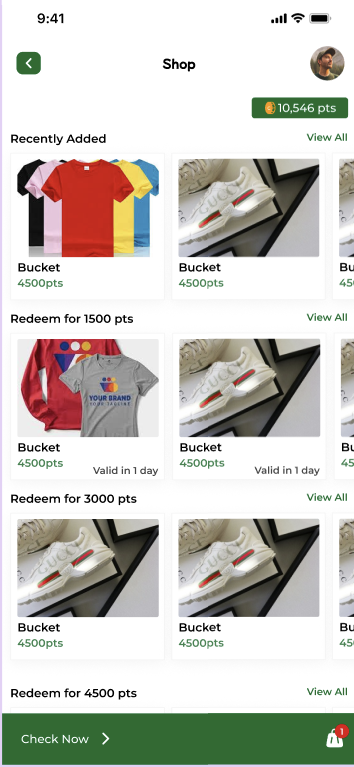 9:41
Shop
10,546 pts
Recently Added View All
Bucket Bucket Bu
4500pts 4500pts 45
Redeem for 1500 pts View All
YOUR BRAND
YOUR TAGLINE
Bucket Bucket Bu
4500pts 4500pts 45
Valid in 1 day Valid in 1 day
Redeem for 3000 pts View All
Bucket Bucket Bu
4500pts 4500pts 45
Redeem for 4500 pts View All
Check Now 1